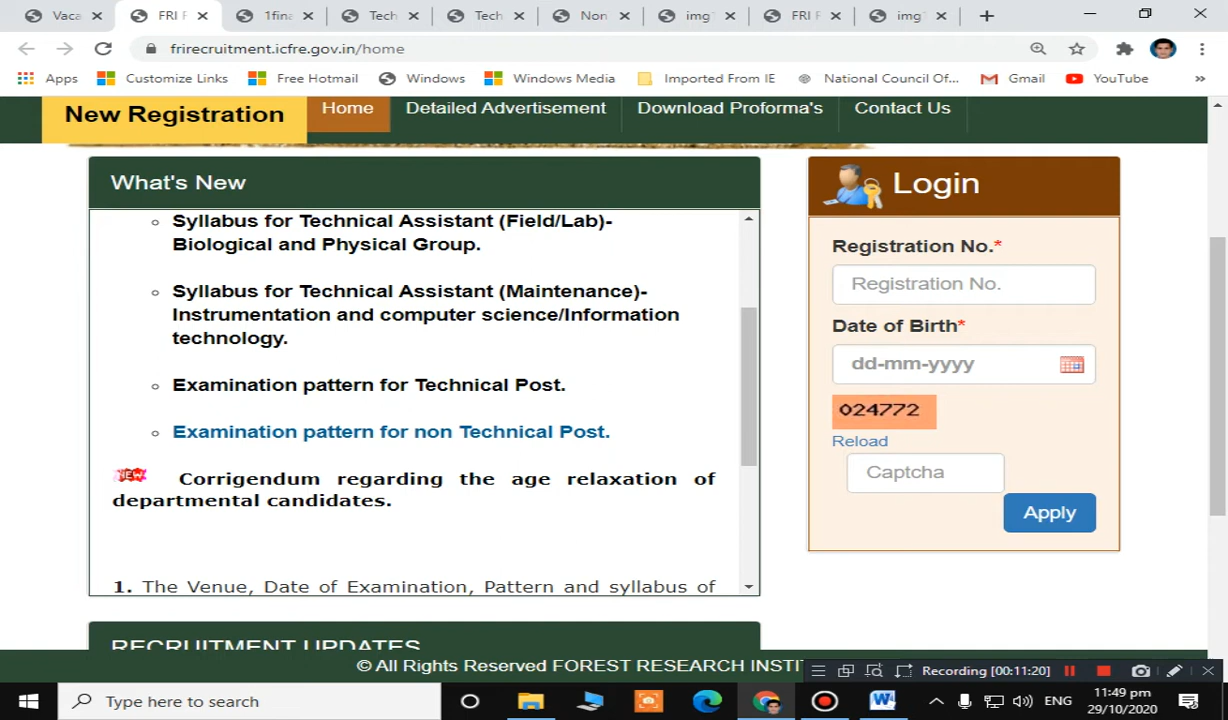 Vaca
FRI F
1fina
Tech
Tech
Non
img
FRI F
img
frirecruitment.icfre.gov.in/home
Apps
Customize Links
Free Hotmail
Windows
Windows Media
Imported From IE
National Council Of...
Gmail
YouTube
»
New Registration
Home
Detailed Advertisement
Download Proforma's
Contact Us
What's New
Syllabus for Technical Assistant (Field/Lab)-
Biological and Physical Group.
Syllabus for Technical Assistant (Maintenance)-
Instrumentation and computer science/Information
technology.
Examination pattern for Technical Post.
Examination pattern for non Technical Post.
NEW Corrigendum regarding the age relaxation of
departmental candidates.
1. The Venue, Date of Examination, Pattern and syllabus of
RECRUITMENT UPDATES
Login
Registration No.*
Registration No.
Date of Birth*
dd-mm-yyyy
024772
Reload
Captcha
Apply
© All Rights Reserved FOREST RESEARCH INSTI
Recording [00:11:20]
Type here to search
ENG
11:49 pm
29/10/2020